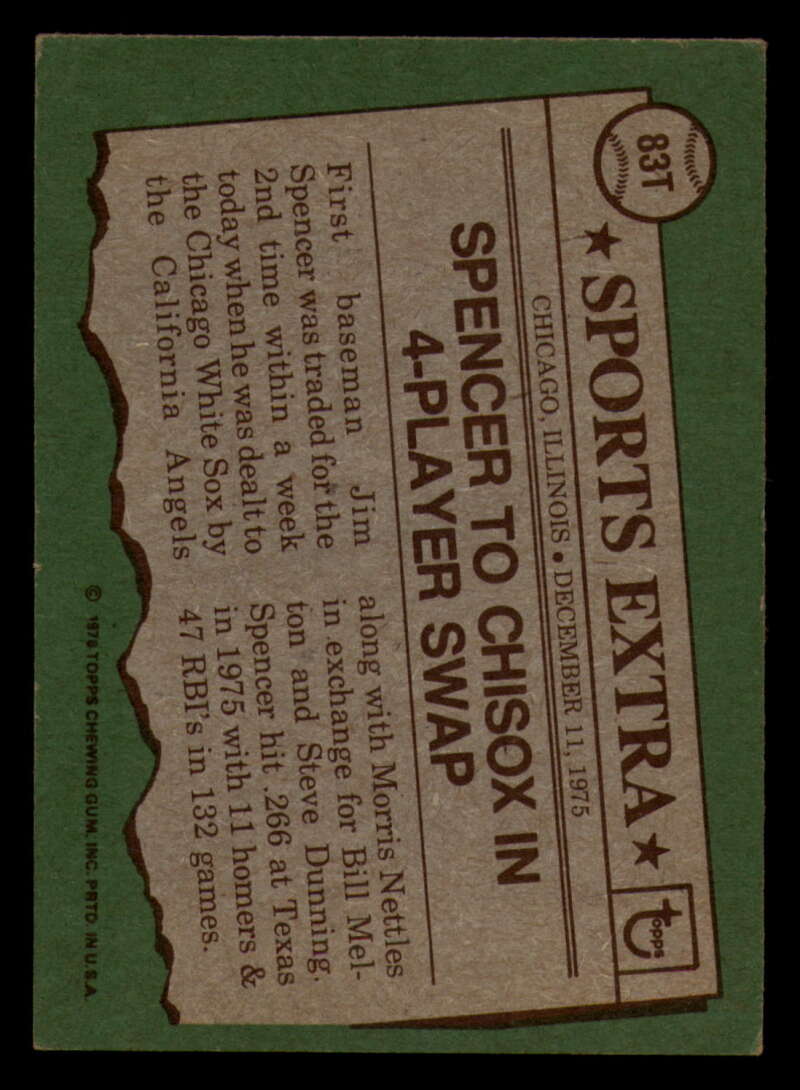 83T
★ SPORTS EXTRA ★
topps
CHICAGO, ILLINOIS • DECEMBER 11, 1975
SPENCER TO CHISOX IN
4-PLAYER SWAP
First baseman Jim
Spencer was traded for the
2nd time within a week
today when he was dealt to
the Chicago White Sox by
the California Angels
along with Morris Nettles
in exchange for Bill Mel-
ton and Steve Dunning.
Spencer hit .266 at Texas
in 1975 with 11 homers &
47 RBI's in 132 games.
© 1976 TOPPS CHEWING GUM, INC. PRTD. IN U.S.A.